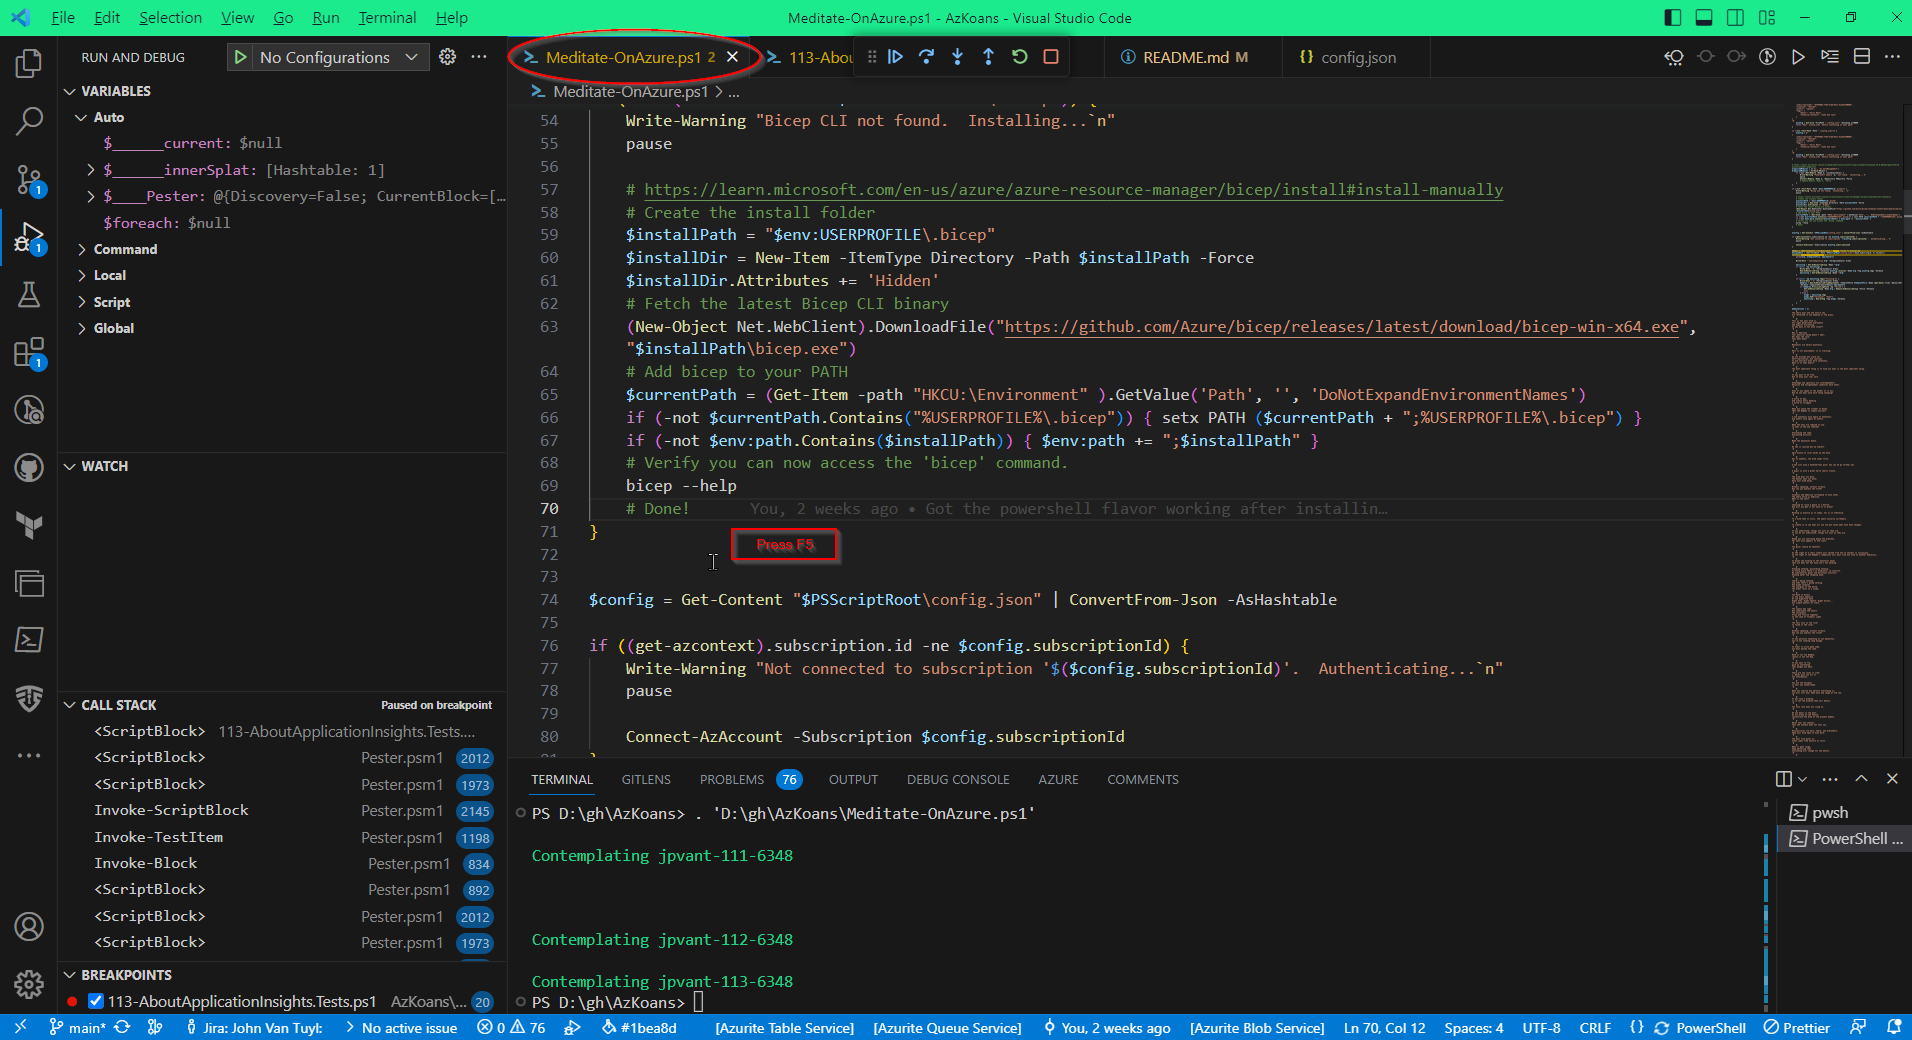 File Edit Selection View Go Run Terminal Help
Meditate-OnAzure.ps1 - AzKoans - Visual Studio Code
RUN AND DEBUG
No Configurations
Meditate-OnAzure.ps1 2
113-Abou
README.md M
{} config.json
VARIABLES
Auto
$______current: $null
$_____innerSplat: [Hashtable: 1]
$____Pester: @{Discovery=False; CurrentBlock=[...
$foreach: $null
Command
Local
Script
Global
WATCH
CALL STACK
Paused on breakpoint
<ScriptBlock> 113-AboutApplicationInsights.Tests....
<ScriptBlock> Pester.psm1 2012
<ScriptBlock> Pester.psm1 1973
Invoke-ScriptBlock Pester.psm1 2145
Invoke-TestItem Pester.psm1 1198
Invoke-Block Pester.psm1 834
<ScriptBlock> Pester.psm1 892
<ScriptBlock> Pester.psm1 2012
<ScriptBlock> Pester.psm1 1973
BREAKPOINTS
113-AboutApplicationInsights.Tests.ps1 AzKoans\... 20
Meditate-OnAzure.ps1 > ...
54 Write-Warning "Bicep CLI not found.  Installing...`n"
55 pause
56
57 # https://learn.microsoft.com/en-us/azure/azure-resource-manager/bicep/install#install-manually
58 # Create the install folder
59 $installPath = "$env:USERPROFILE\.bicep"
60 $installDir = New-Item -ItemType Directory -Path $installPath -Force
61 $installDir.Attributes += 'Hidden'
62 # Fetch the latest Bicep CLI binary
63 (New-Object Net.WebClient).DownloadFile("https://github.com/Azure/bicep/releases/latest/download/bicep-win-x64.exe",
"$installPath\bicep.exe")
64 # Add bicep to your PATH
65 $currentPath = (Get-Item -path "HKCU:\Environment" ).GetValue('Path', '', 'DoNotExpandEnvironmentNames')
66 if (-not $currentPath.Contains("%USERPROFILE%\.bicep")) { setx PATH ($currentPath + ";%USERPROFILE%\.bicep") }
67 if (-not $env:path.Contains($installPath)) { $env:path += ";$installPath" }
68 # Verify you can now access the 'bicep' command.
69 bicep --help
70 # Done! You, 2 weeks ago • Got the powershell flavor working after installin…
71 }
Press F5
72
73
74 $config = Get-Content "$PSScriptRoot\config.json" | ConvertFrom-Json -AsHashtable
75
76 if ((get-azcontext).subscription.id -ne $config.subscriptionId) {
77 Write-Warning "Not connected to subscription '$($config.subscriptionId)'.  Authenticating...`n"
78 pause
79
80 Connect-AzAccount -Subscription $config.subscriptionId
81 }
TERMINAL GITLENS PROBLEMS 76 OUTPUT DEBUG CONSOLE AZURE COMMENTS
PS D:\gh\AzKoans> . 'D:\gh\AzKoans\Meditate-OnAzure.ps1'
Contemplating jpvant-111-6348
Contemplating jpvant-112-6348
Contemplating jpvant-113-6348
PS D:\gh\AzKoans>
pwsh
PowerShell ...
main* Jira: John Van Tuyl: No active issue 0 76 #1bea8d [Azurite Table Service] [Azurite Queue Service] You, 2 weeks ago [Azurite Blob Service] Ln 70, Col 12 Spaces: 4 UTF-8 CRLF {} PowerShell Prettier